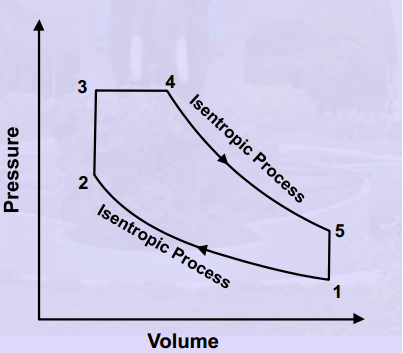 3
4
Isentropic Process
Pressure
2
5
Isentropic Process
1
Volume